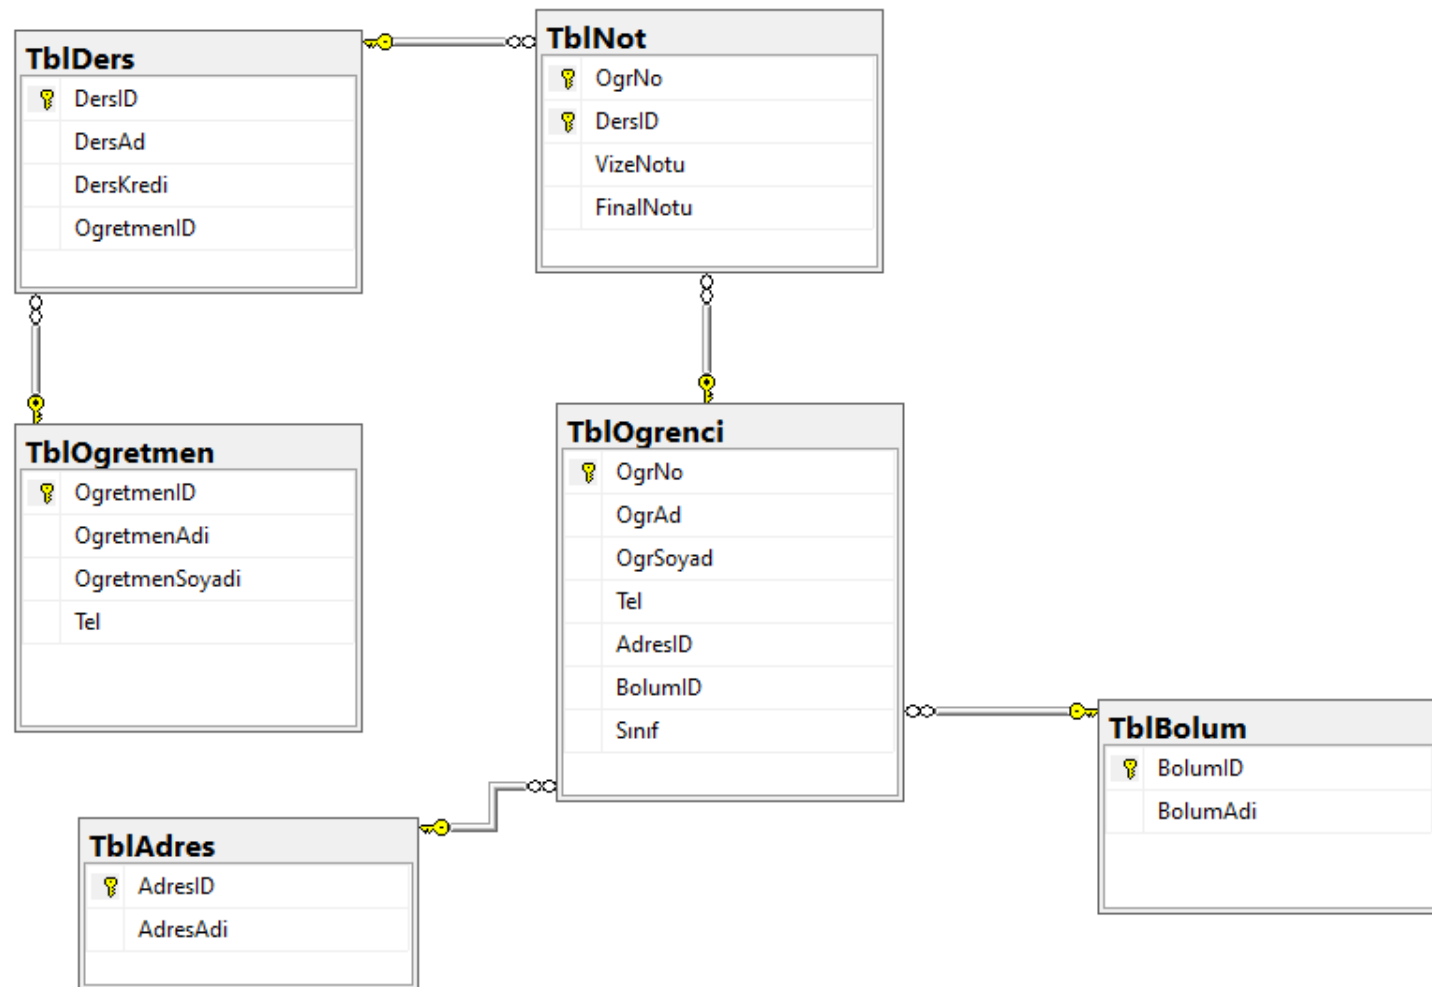 TblDers
DersID
DersAd
DersKredi
OgretmenID
TblNot
OgrNo
DersID
VizeNotu
FinalNotu
TblOgretmen
OgretmenID
OgretmenAdi
OgretmenSoyadi
Tel
TblOgrenci
OgrNo
OgrAd
OgrSoyad
Tel
AdresID
BolumID
Sınıf
TblBolum
BolumID
BolumAdi
TblAdres
AdresID
AdresAdi